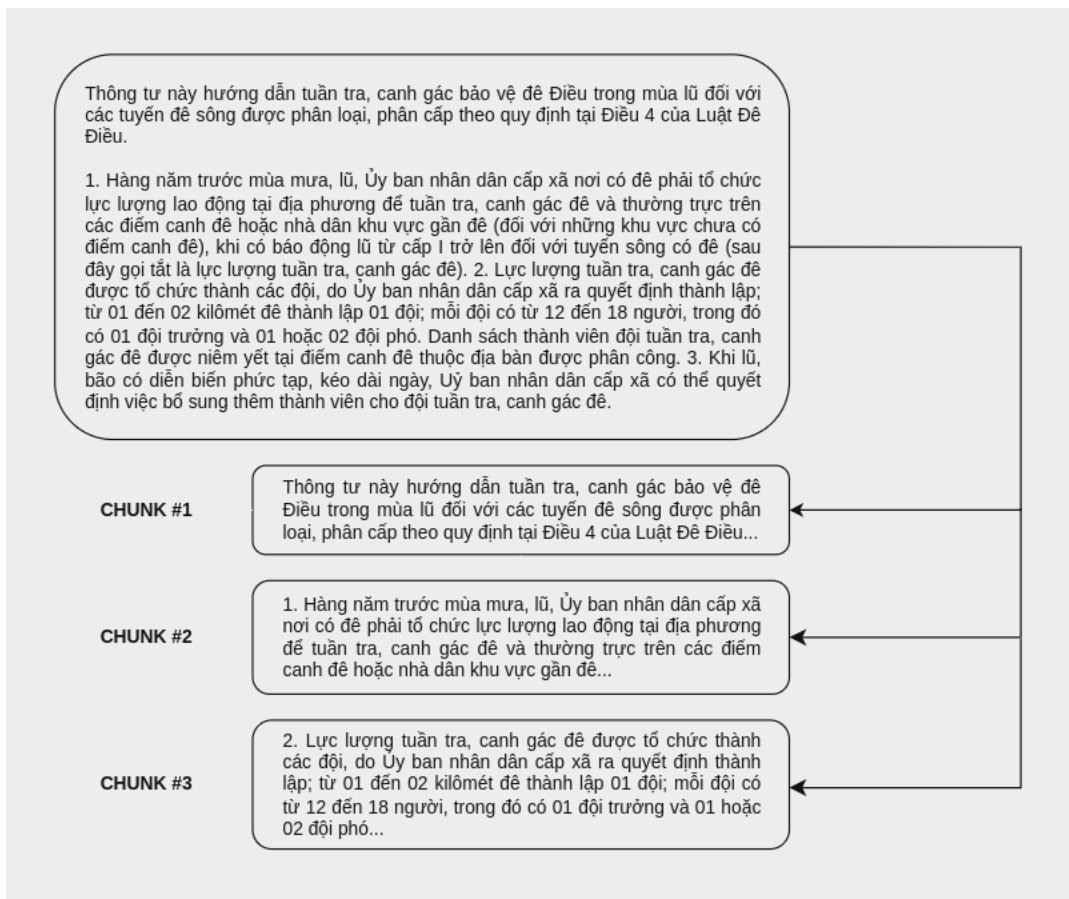 Thông tư này hướng dẫn tuần tra, canh gác bảo vệ đê Điều trong mùa lũ đối với
các tuyến đê sông được phân loại, phân cấp theo quy định tại Điều 4 của Luật Đê
Điều.
1. Hàng năm trước mùa mưa, lũ, Ủy ban nhân dân cấp xã nơi có đê phải tổ chức
lực lượng lao động tại địa phương để tuần tra, canh gác đê và thường trực trên
các điếm canh đê hoặc nhà dân khu vực gần đê (đối với những khu vực chưa có
điếm canh đê), khi có báo động lũ từ cấp I trở lên đối với tuyến sông có đê (sau
đây gọi tắt là lực lượng tuần tra, canh gác đê). 2. Lực lượng tuần tra, canh gác đê
được tổ chức thành các đội, do Ủy ban nhân dân cấp xã ra quyết định thành lập;
từ 01 đến 02 kilômét đê thành lập 01 đội; mỗi đội có từ 12 đến 18 người, trong đó
có 01 đội trưởng và 01 hoặc 02 đội phó. Danh sách thành viên đội tuần tra, canh
gác đê được niêm yết tại điếm canh đê thuộc địa bàn được phân công. 3. Khi lũ,
bão có diễn biến phức tạp, kéo dài ngày, Uỷ ban nhân dân cấp xã có thể quyết
định việc bổ sung thêm thành viên cho đội tuần tra, canh gác đê.
CHUNK #1
Thông tư này hướng dẫn tuần tra, canh gác bảo vệ đê
Điều trong mùa lũ đối với các tuyến đê sông được phân
loại, phân cấp theo quy định tại Điều 4 của Luật Đê Điều...
CHUNK #2
1. Hàng năm trước mùa mưa, lũ, Ủy ban nhân dân cấp xã
nơi có đê phải tổ chức lực lượng lao động tại địa phương
để tuần tra, canh gác đê và thường trực trên các điếm
canh đê hoặc nhà dân khu vực gần đê...
CHUNK #3
2. Lực lượng tuần tra, canh gác đê được tổ chức thành
các đội, do Ủy ban nhân dân cấp xã ra quyết định thành
lập; từ 01 đến 02 kilômét đê thành lập 01 đội; mỗi đội có
từ 12 đến 18 người, trong đó có 01 đội trưởng và 01 hoặc
02 đội phó...